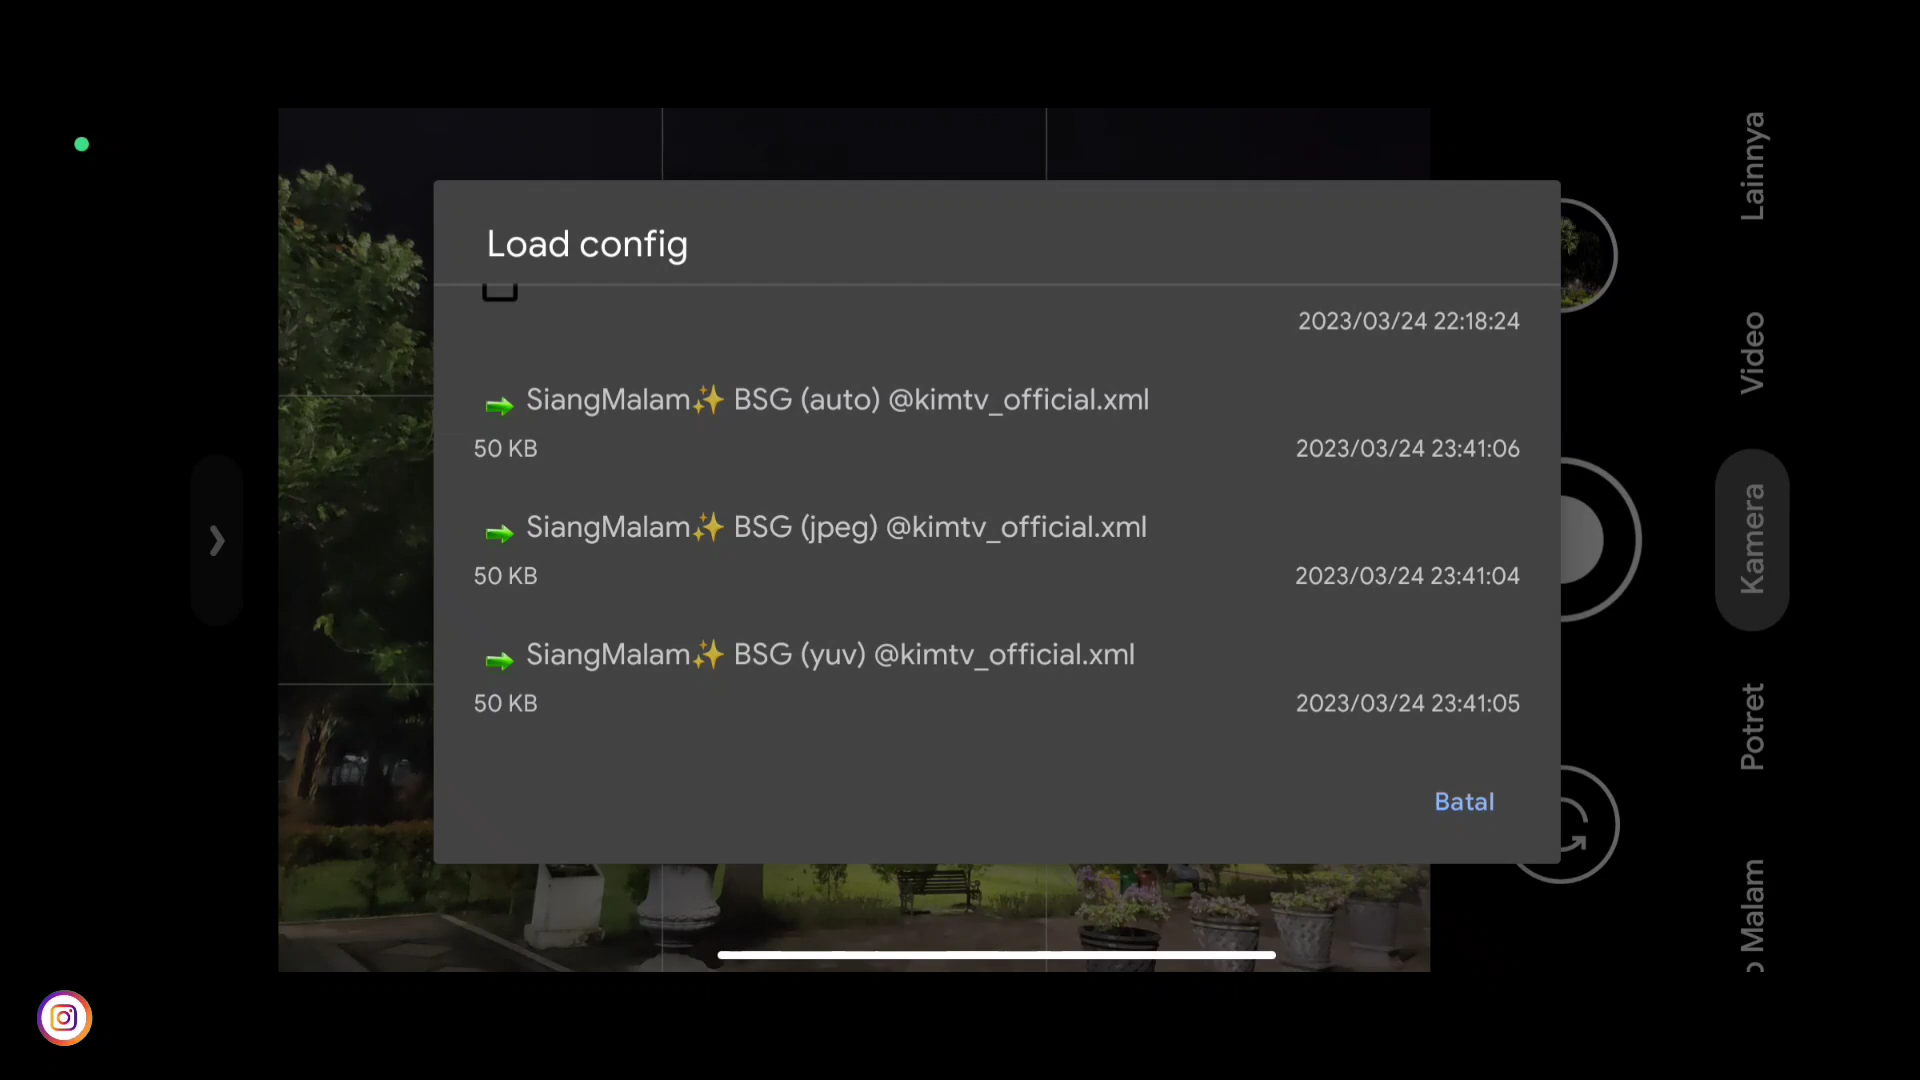 Load config
2023/03/24 22:18:24
SiangMalam✨ BSG (auto) @kimtv_official.xml
50 KB 2023/03/24 23:41:06
SiangMalam✨ BSG (jpeg) @kimtv_official.xml
50 KB 2023/03/24 23:41:04
SiangMalam✨ BSG (yuv) @kimtv_official.xml
50 KB 2023/03/24 23:41:05
Batal
Lainnya
Video
Kamera
Potret
Malam